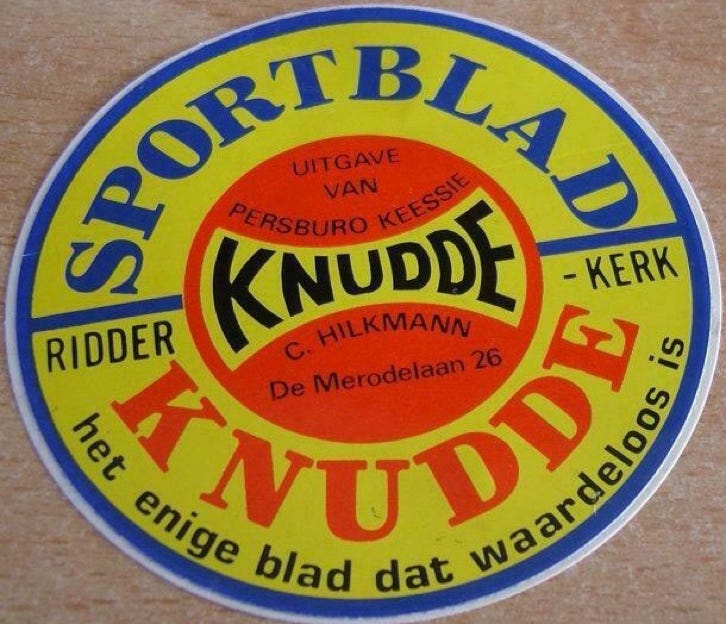 SPORTBLAD
UITGAVE
VAN
PERSBURO KEESSIE
KNUDDE
C. HILKMANN
De Merodelaan 26
RIDDER -KERK
KNUDDE
het enige blad dat waardeloos is